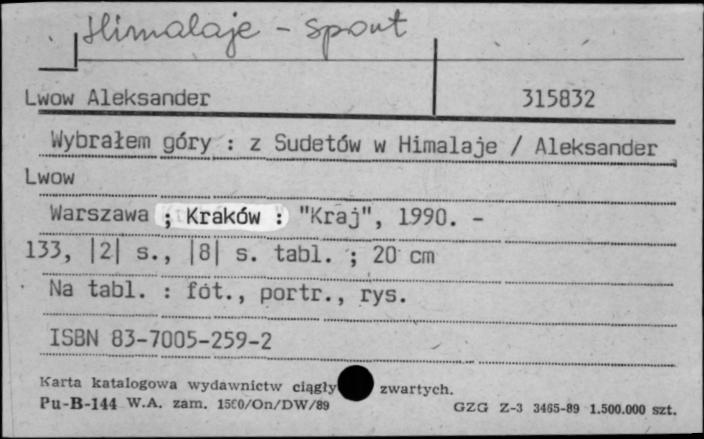 Himalaje - sport
Lwow Aleksander 315832
Wybrałem góry : z Sudetów w Himalaje / Aleksander
Lwow
Warszawa ; Kraków : "Kraj", 1990. -
133, |2| s., |8| s. tabl. ; 20 cm
Na tabl. : fot., portr., rys.
ISBN 83-7005-259-2
Karta katalogowa wydawnictw ciągły zwartych.
Pu-B-144 W.A. zam. 1560/On/DW/89 GZG Z-3 3465-89 1.500.000 szt.